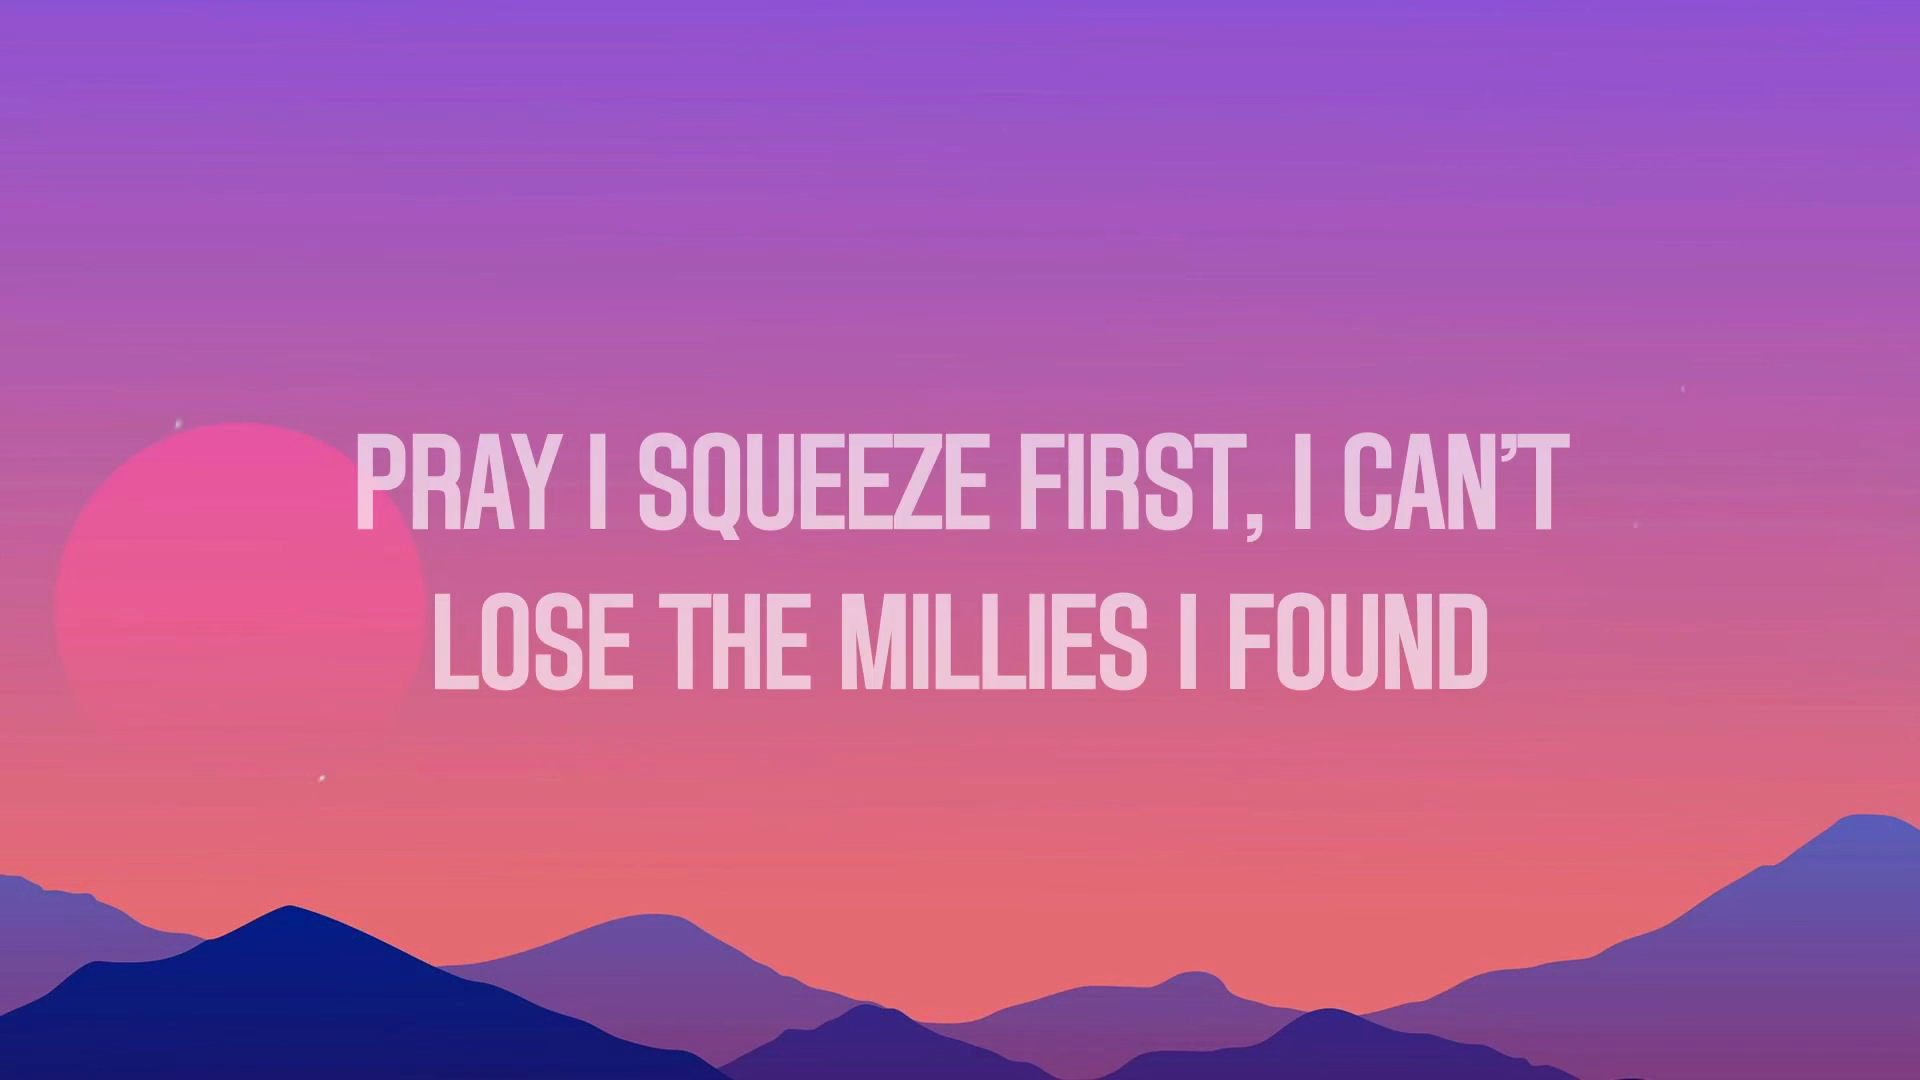 PRAY I SQUEEZE FIRST, I CAN’T
LOSE THE MILLIES I FOUND